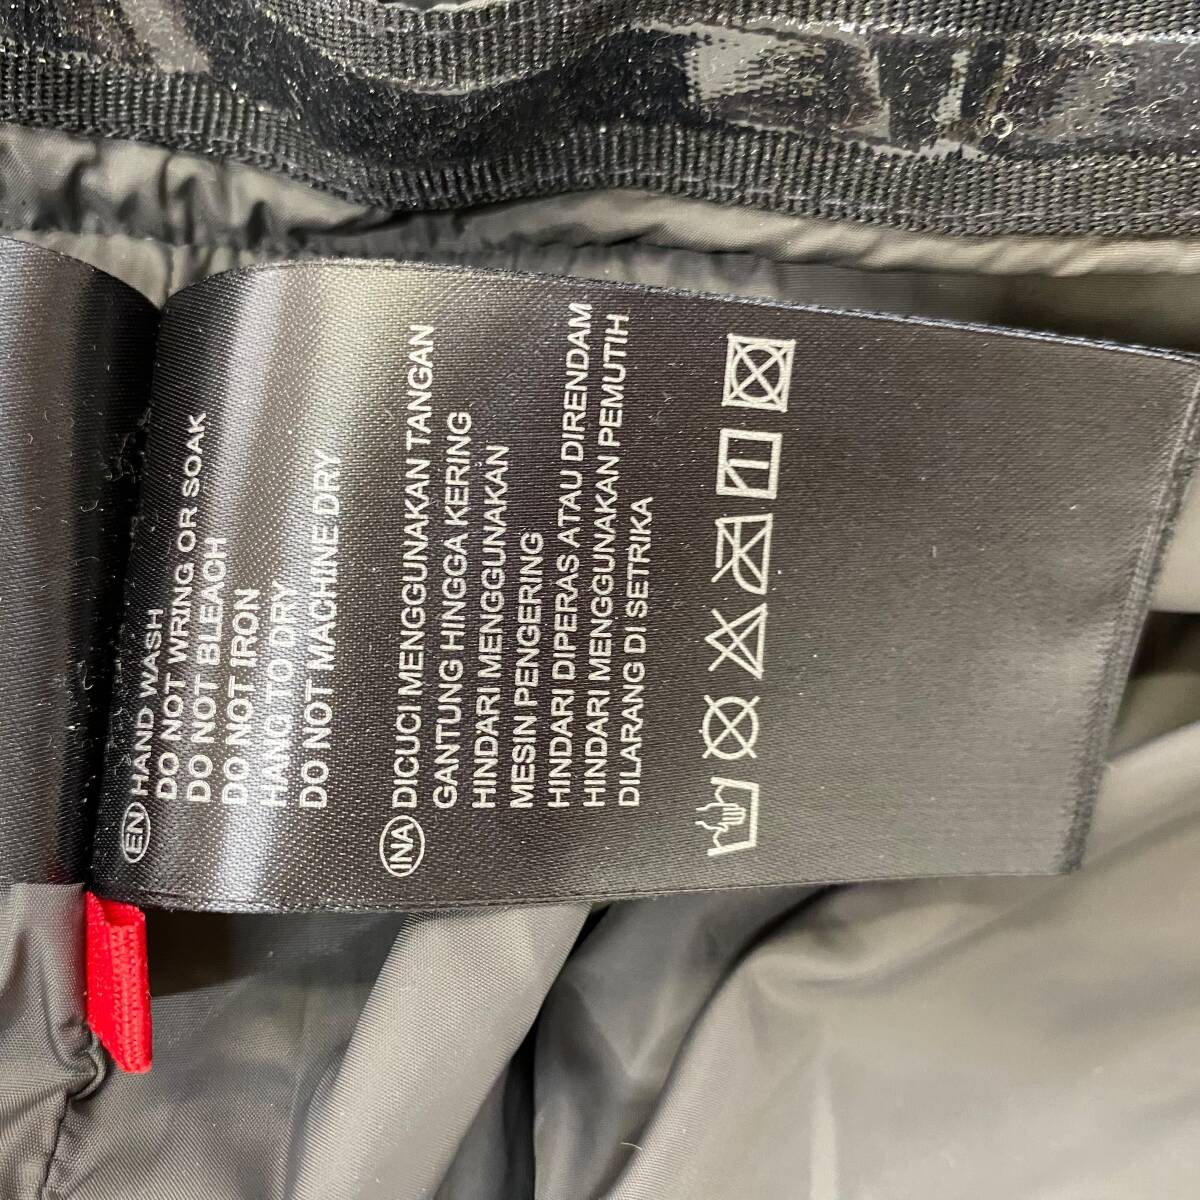 EN HAND WASH
DO NOT WRING OR SOAK
DO NOT BLEACH
DO NOT IRON
HANG TO DRY
DO NOT MACHINE DRY
INA DICUCI MENGGUNAKAN TANGAN
GANTUNG HINGGA KERING
HINDARI MENGGUNAKAN
MESIN PENGERING
HINDARI DIPERAS ATAU DIRENDAM
HINDARI MENGGUNAKAN PEMUTIH
DILARANG DI SETRIKA